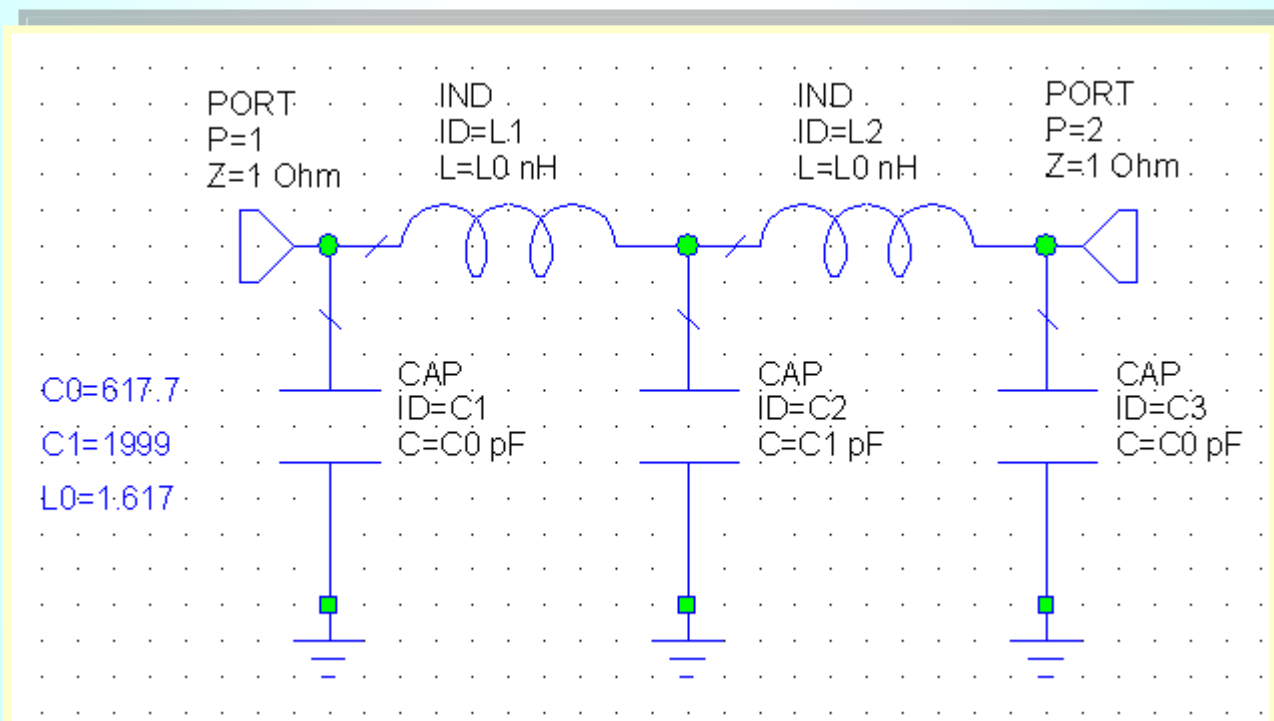 PORT
P=1
Z=1 Ohm
IND
ID=L1
L=L0 nH
IND
ID=L2
L=L0 nH
PORT
P=2
Z=1 Ohm
C0=617.7
C1=1999
L0=1.617
CAP
ID=C1
C=C0 pF
CAP
ID=C2
C=C1 pF
CAP
ID=C3
C=C0 pF